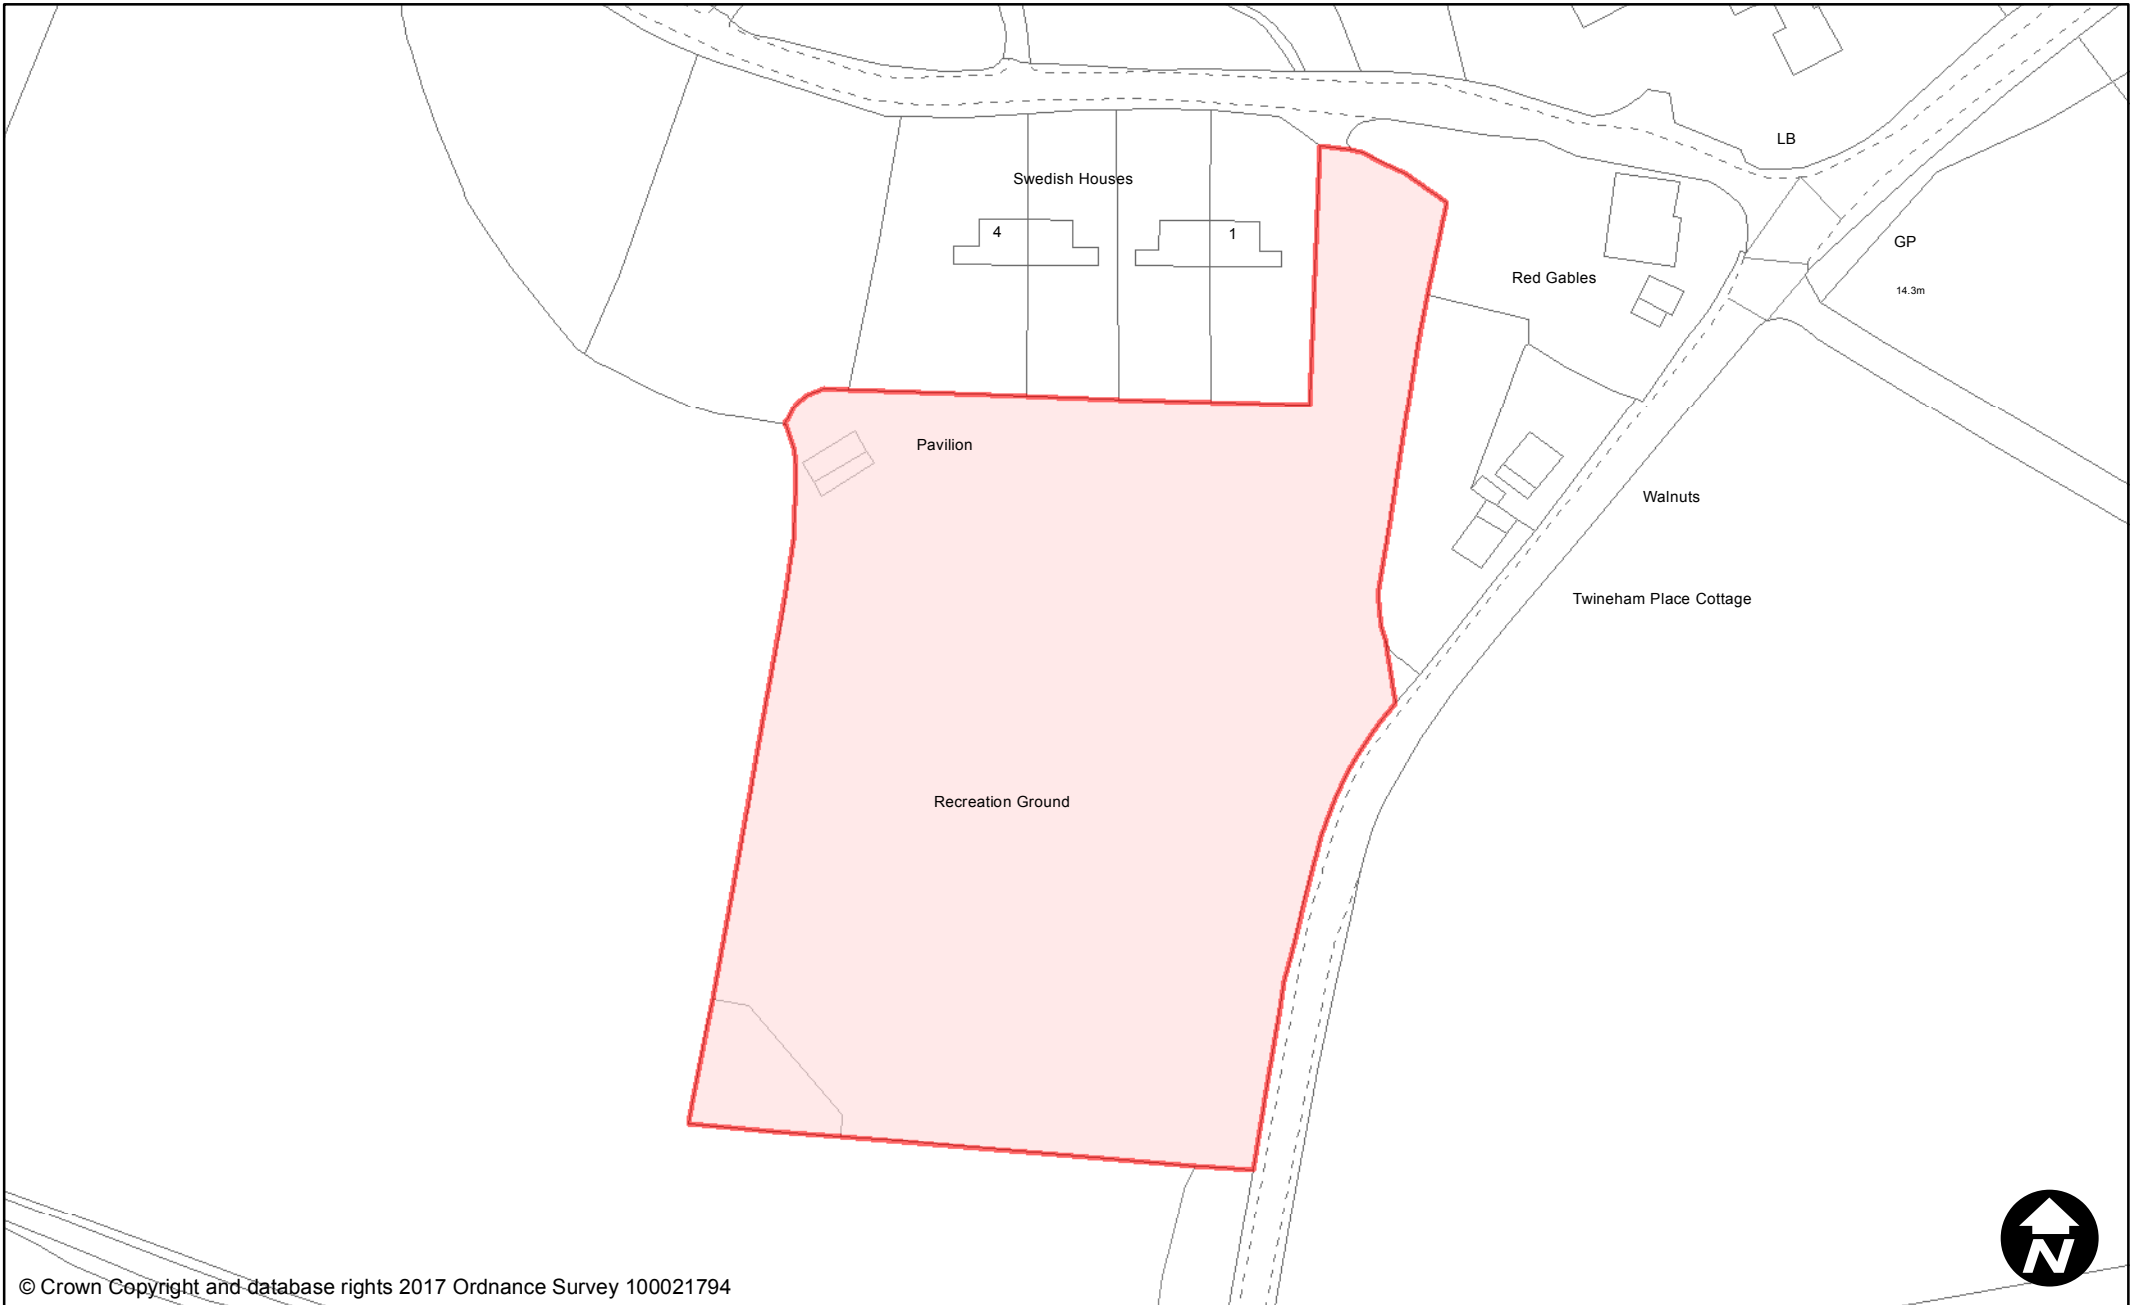 LB
Swedish Houses
4
1
GP
Red Gables
14.3m
Pavilion
Walnuts
Twineham Place Cottage
Recreation Ground
N
© Crown Copyright and database rights 2017 Ordnance Survey 100021794